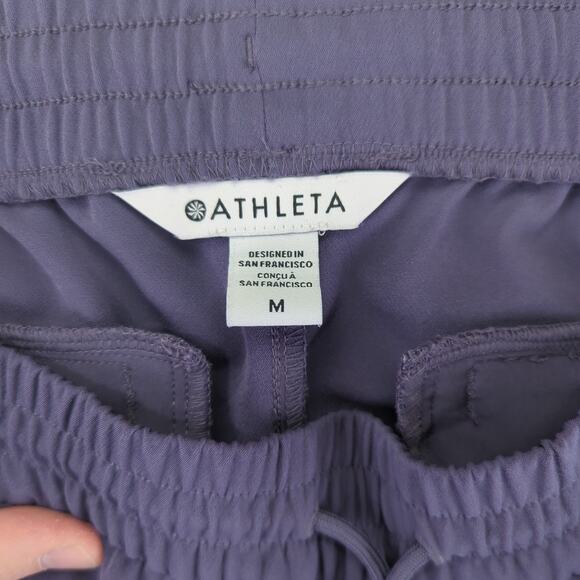 ATHLETA
DESIGNED IN
SAN FRANCISCO
CONÇU À
SAN FRANCISCO
M